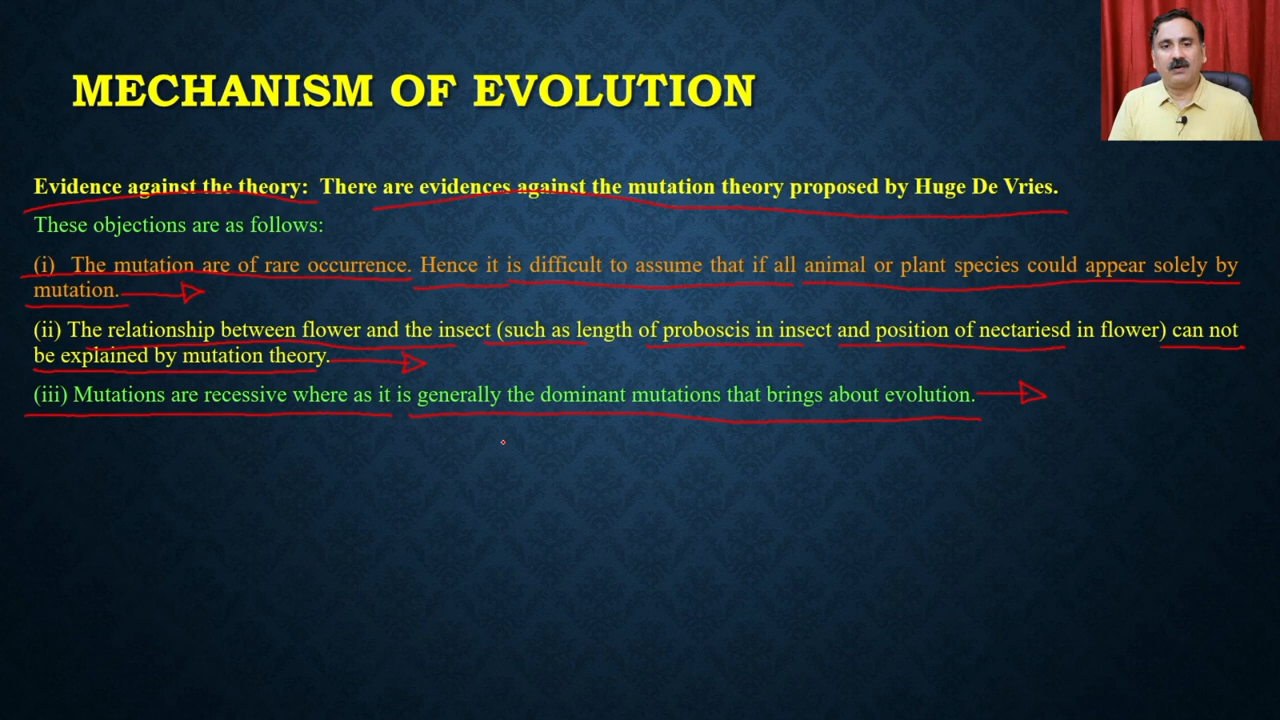 MECHANISM OF EVOLUTION
Evidence against the theory: There are evidences against the mutation theory proposed by Huge De Vries.
These objections are as follows:
(i) The mutation are of rare occurrence. Hence it is difficult to assume that if all animal or plant species could appear solely by
mutation.
(ii) The relationship between flower and the insect (such as length of proboscis in insect and position of nectariesd in flower) can not
be explained by mutation theory.
(iii) Mutations are recessive where as it is generally the dominant mutations that brings about evolution.